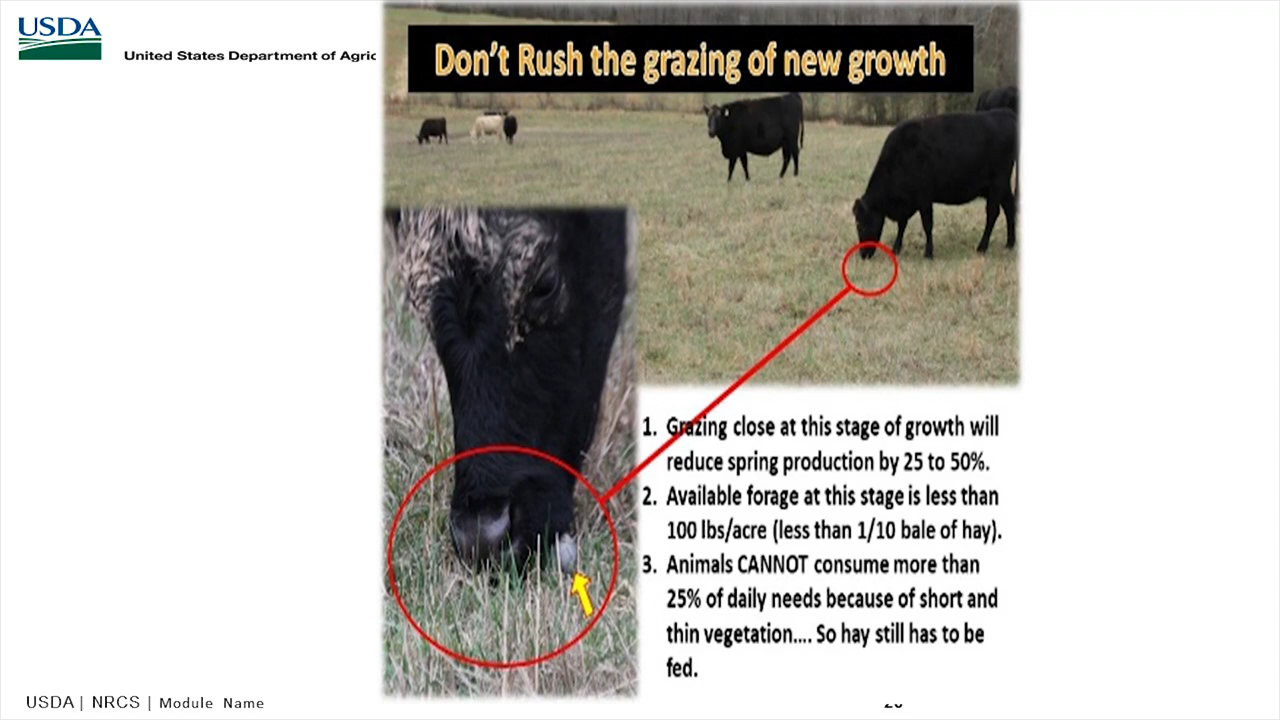 USDA
United States Department of Agric
Don't Rush the grazing of new growth
1. Grazing close at this stage of growth will
reduce spring production by 25 to 50%.
2. Available forage at this stage is less than
100 lbs/acre (less than 1/10 bale of hay).
3. Animals CANNOT consume more than
25% of daily needs because of short and
thin vegetation.... So hay still has to be
fed.
USDA | NRCS | Module Name